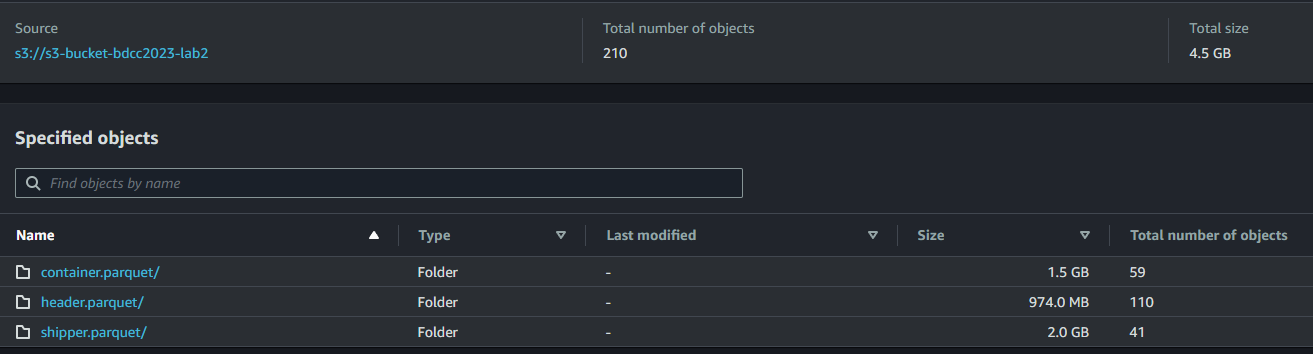 Source
Total number of objects
Total size
s3://s3-bucket-bdcc2023-lab2
210
4.5 GB
Specified objects
Find objects by name
Name Type Last modified Size Total number of objects
container.parquet/ Folder - 1.5 GB 59
header.parquet/ Folder - 974.0 MB 110
shipper.parquet/ Folder - 2.0 GB 41